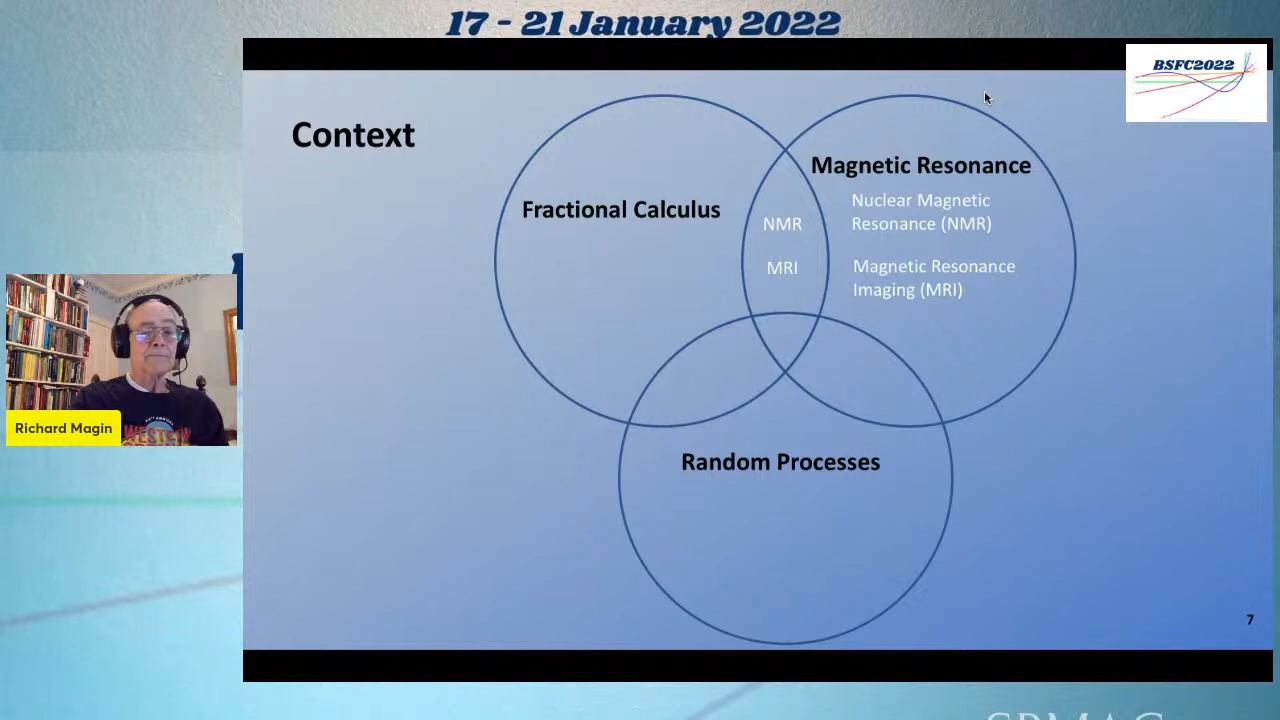 17 - 21 January 2022
BSFC2022
Context
Magnetic Resonance
Fractional Calculus
Nuclear Magnetic
Resonance (NMR)
NMR
MRI
Magnetic Resonance
Imaging (MRI)
Random Processes
Richard Magin
7